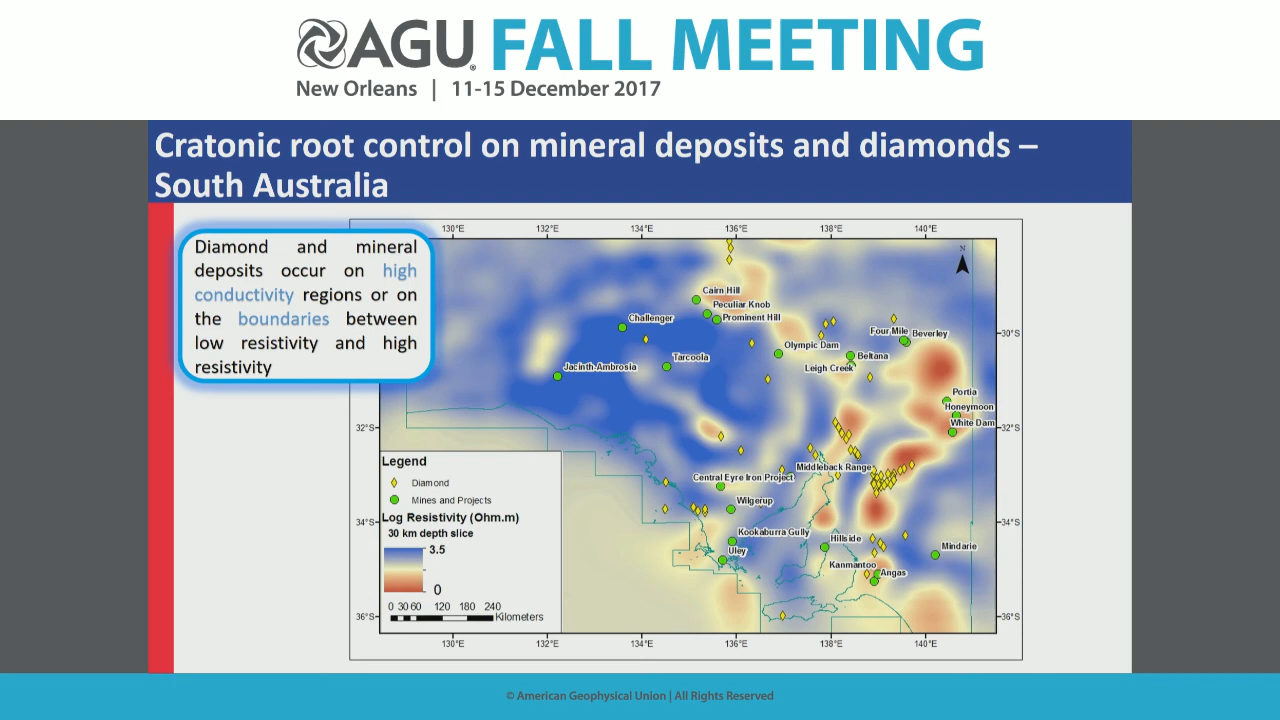 AGU FALL MEETING
New Orleans | 11-15 December 2017
Cratonic root control on mineral deposits and diamonds –
South Australia
Diamond and mineral
deposits occur on high
conductivity regions or on
the boundaries between
low resistivity and high
resistivity
130°E 132°E 134°E 136°E 138°E 140°E
N
Cairn Hill
Peculiar Knob
Prominent Hill
Challenger
Four Mile Beverley
30°S
Olympic Dam
Beltana
Tarcoola
Leigh Creek
Jacinth-Ambrosia
Portia
Honeymoon
White Dam
32°S 32°S
Middleback Range
Central Eyre Iron Project
Wilgerup
34°S 34°S
Kookaburra Gully
Hillside
Uley
Mindarie
Kanmantoo
Angas
36°S 36°S
Legend
Diamond
Mines and Projects
Log Resistivity (Ohm.m)
30 km depth slice
3.5
0
0 30 60 120 180 240
Kilometers
130°E 132°E 134°E 136°E 138°E 140°E
© American Geophysical Union | All Rights Reserved